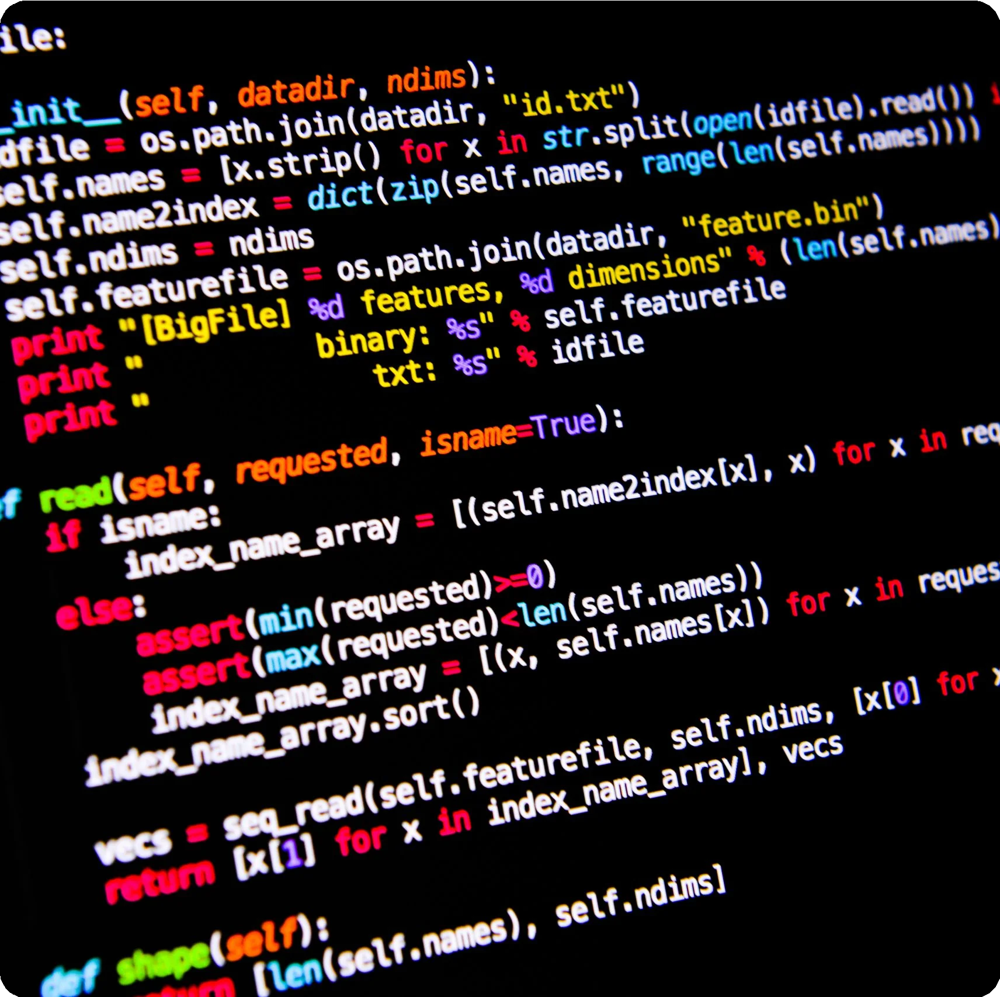 ile:
_init__(self, datadir, ndims):
dfile = os.path.join(datadir, "id.txt")
self.names = [x.strip() for x in str.split(open(idfile).read()) i
self.name2index = dict(zip(self.names, range(len(self.names))))
self.ndims = ndims
self.featurefile = os.path.join(datadir, "feature.bin")
print "[BigFile] %d features, %d dimensions" % (len(self.names)
print " binary: %s" % self.featurefile
print " txt: %s" % idfile
ef read(self, requested, isname=True):
if isname:
index_name_array = [(self.name2index[x], x) for x in req
else:
assert(min(requested)>=0)
assert(max(requested)<len(self.names))
index_name_array = [(x, self.names[x]) for x in reques
index_name_array.sort()
vecs = seq_read(self.featurefile, self.ndims, [x[0] for x
return [x[1] for x in index_name_array], vecs
def shape(self):
return [len(self.names), self.ndims]